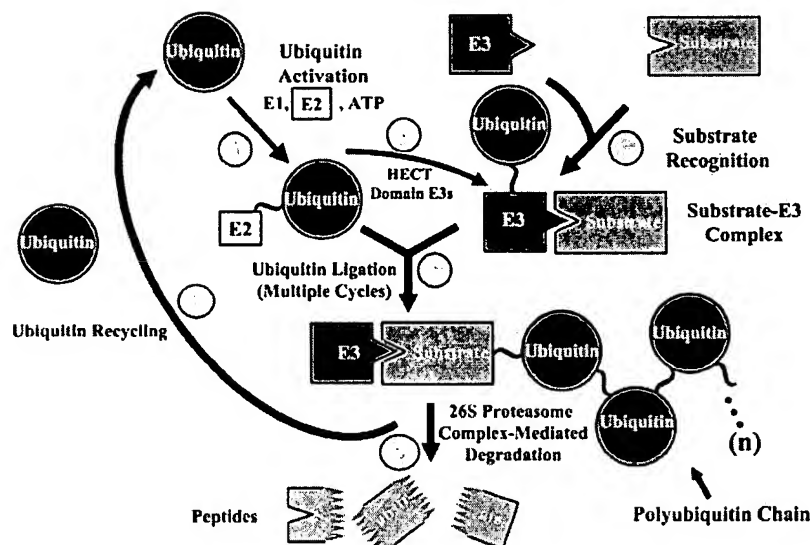 Ubiquitin
Ubiquitin
Activation
E1, E2 , ATP
E3
Substrate
Ubiquitin
Substrate
Recognition
HECT
Domain E3s
Ubiquitin
E2
E3
Substrate
Substrate-E3
Complex
Ubiquitin
Ubiquitin Recycling
Ubiquitin Ligation
(Multiple Cycles)
E3
Substrate
Ubiquitin
Ubiquitin
Ubiquitin
(n)
26S Proteasome
Complex-Mediated
Degradation
Peptides
Polyubiquitin Chain